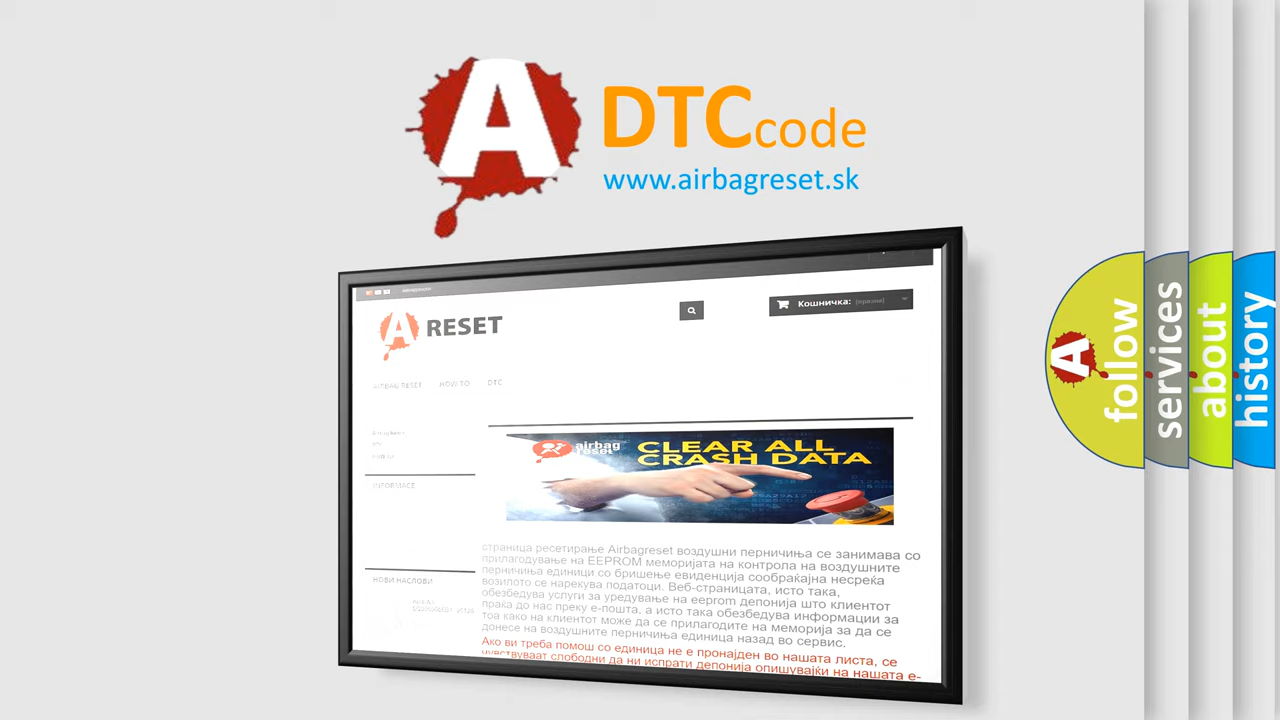 A
DTC code
www.airbagreset.sk
A RESET
Кошничка: (празни)
AIRBAG RESET HOW TO DTC
INFORMACE
airbag reset
CLEAR ALL
CRASH DATA
страница ресетирање Airbagreset воздушни перничиња се занимава со
прилагодување на EEPROM меморијата на контрола на воздушните
перничиња единици со бришење евиденција сообраќајна несреќа
возилото се нарекува податоци. Веб-страницата, исто така,
обезбедува услуги за уредување на eeprom депонија што клиентот
праќа до нас преку е-пошта, а исто така обезбедува информации за
тоа како на клиентот може да се прилагодите на меморија за да се
донесе на воздушните перничиња единица назад во сервис.
Ако ви треба помош со единица не е пронајден во нашата листа, се
чувствуваат слободни да ни испрати депонија опишувајќи на нашата е-
НОВИ НАСЛОВИ
A
follow
services
about
history